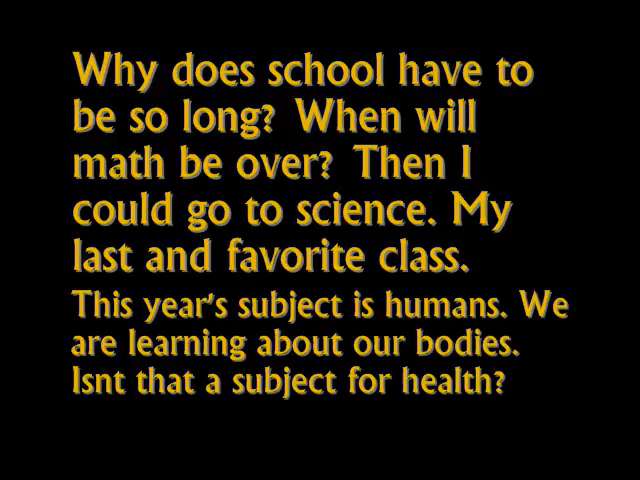 Why does school have to
be so long? When will
math be over? Then I
could go to science. My
last and favorite class.
This year's subject is humans. We
are learning about our bodies.
Isnt that a subject for health?